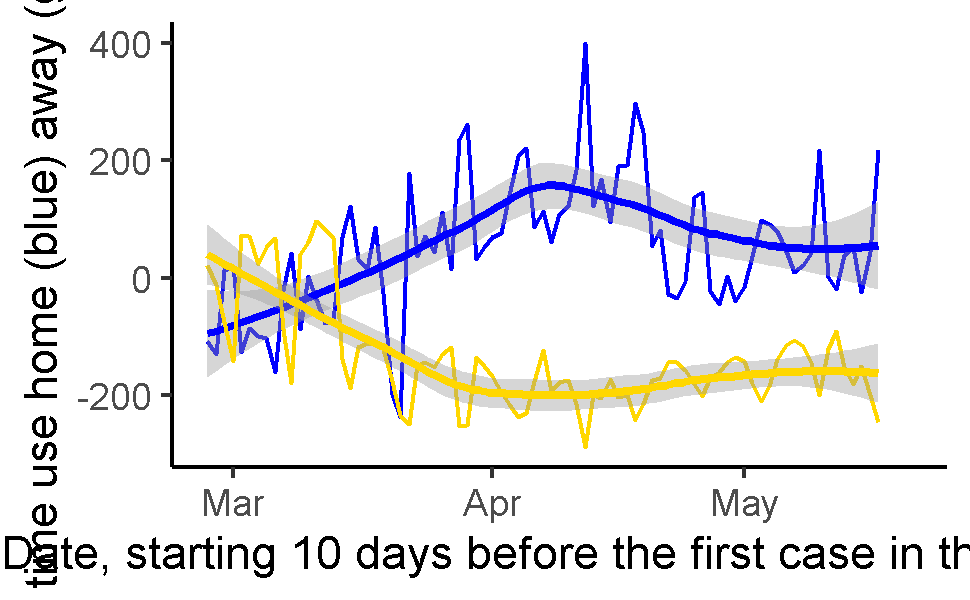 time use home (blue) away (
400
200
0
-200
Mar Apr May
Date, starting 10 days before the first case in th